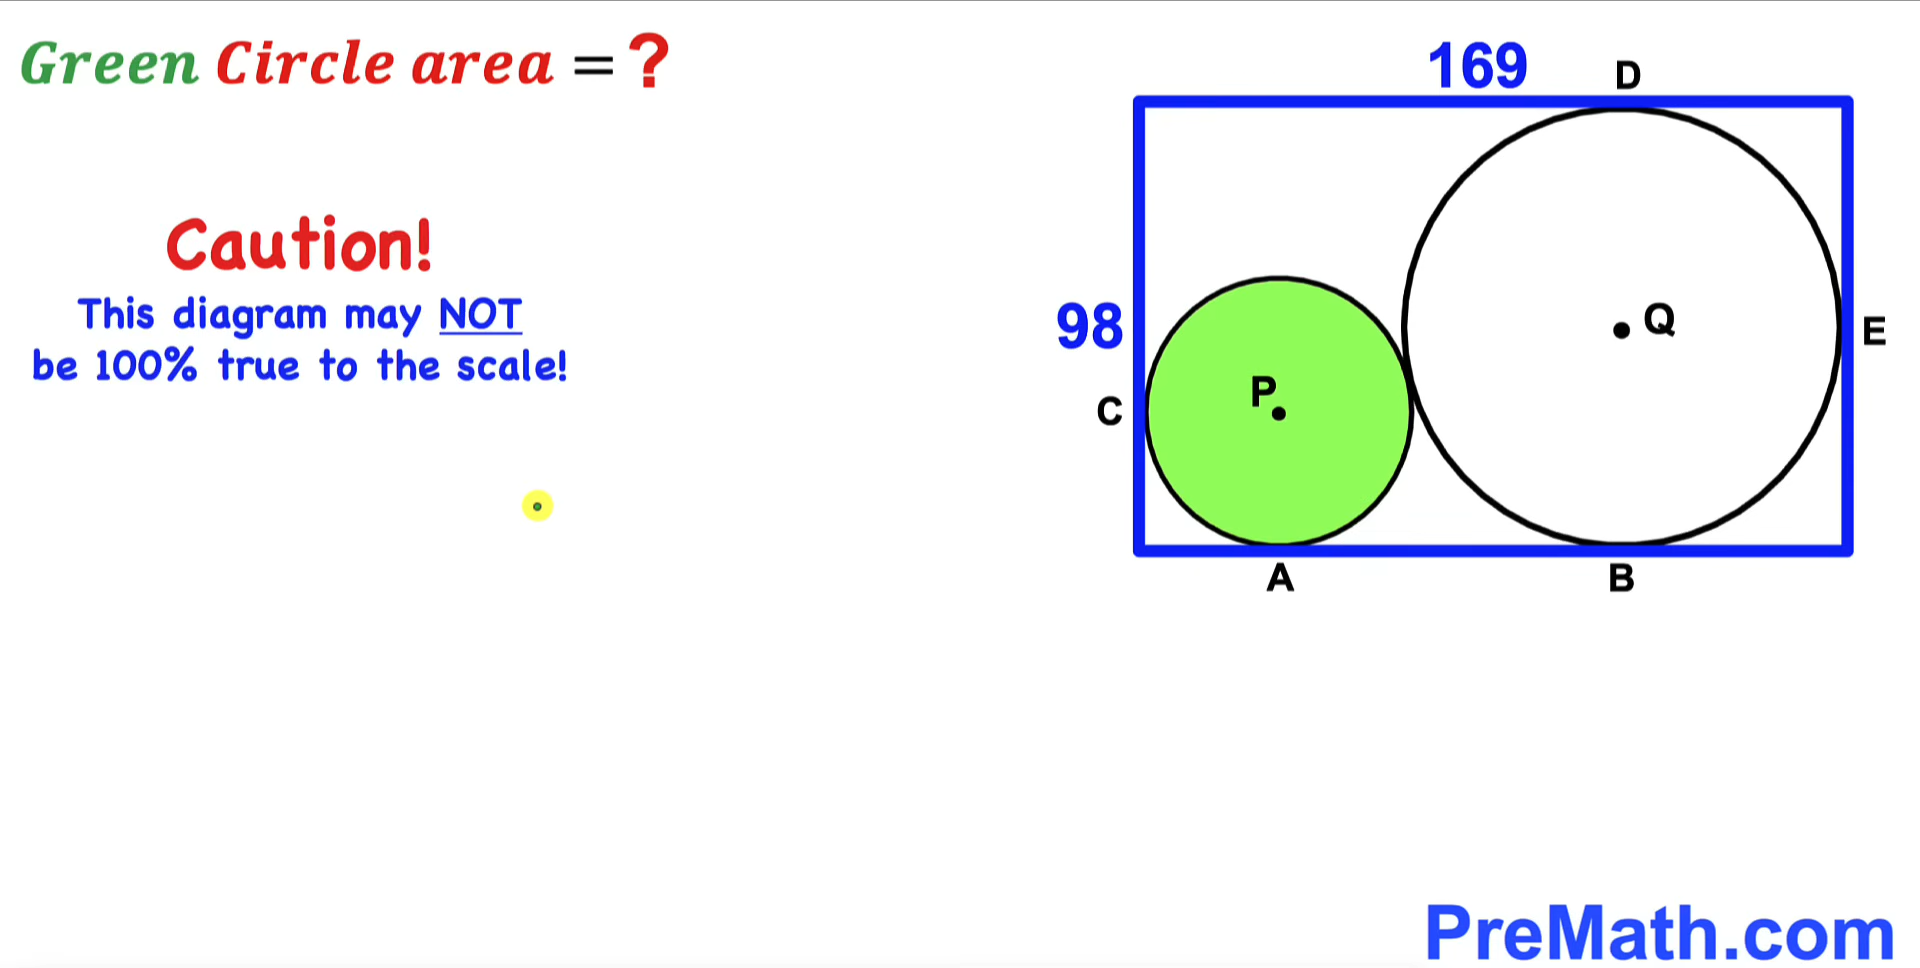 Green Circle area = ?
169
D
Caution!
This diagram may NOT
be 100% true to the scale!
98
Q
E
P
C
A
B
PreMath.com